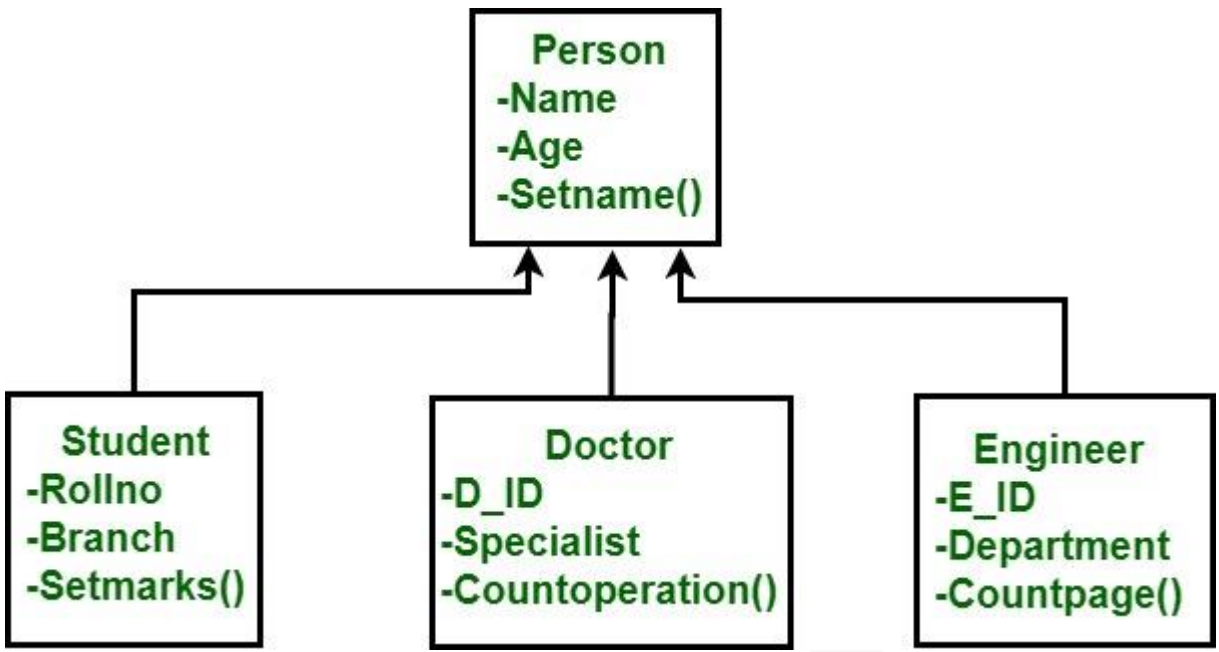 Person
-Name
-Age
-Setname()
Student
-Rollno
-Branch
-Setmarks()
Doctor
-D_ID
-Specialist
-Countoperation()
Engineer
-E_ID
-Department
-Countpage()